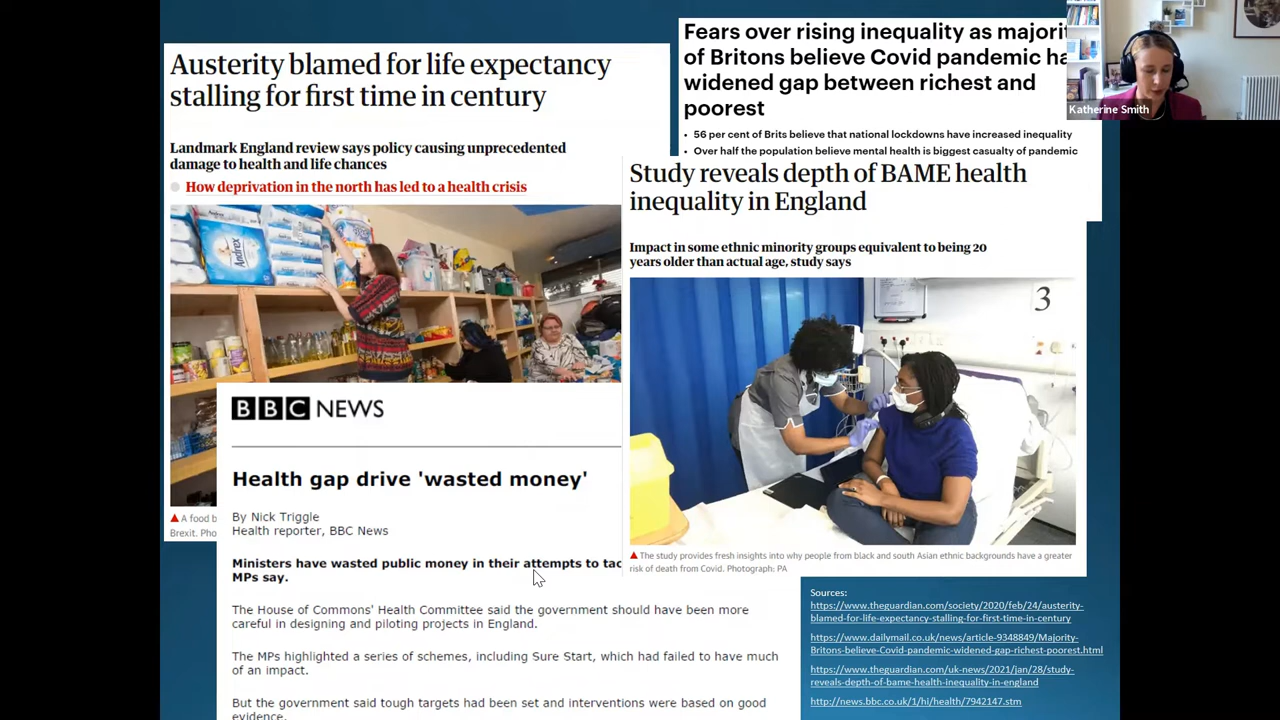 Austerity blamed for life expectancy
stalling for first time in century
Landmark England review says policy causing unprecedented
damage to health and life chances
How deprivation in the north has led to a health crisis
A food b
Brexit. Pho
Fears over rising inequality as majorit
of Britons believe Covid pandemic ha
widened gap between richest and
poorest
• 56 per cent of Brits believe that national lockdowns have increased inequality
• Over half the population believe mental health is biggest casualty of pandemic
Katherine Smith
Study reveals depth of BAME health
inequality in England
Impact in some ethnic minority groups equivalent to being 20
years older than actual age, study says
3
The study provides fresh insights into why people from black and south Asian ethnic backgrounds have a greater
risk of death from Covid. Photograph: PA
BBC NEWS
Health gap drive 'wasted money'
By Nick Triggle
Health reporter, BBC News
Ministers have wasted public money in their attempts to tac
MPs say.
The House of Commons' Health Committee said the government should have been more
careful in designing and piloting projects in England.
The MPs highlighted a series of schemes, including Sure Start, which had failed to have much
of an impact.
But the government said tough targets had been set and interventions were based on good
evidence.
Sources:
https://www.theguardian.com/society/2020/feb/24/austerity-
blamed-for-life-expectancy-stalling-for-first-time-in-century
https://www.dailymail.co.uk/news/article-9348849/Majority-
Britons-believe-Covid-pandemic-widened-gap-richest-poorest.html
https://www.theguardian.com/uk-news/2021/jan/28/study-
reveals-depth-of-bame-health-inequality-in-england
http://news.bbc.co.uk/1/hi/health/7942147.stm